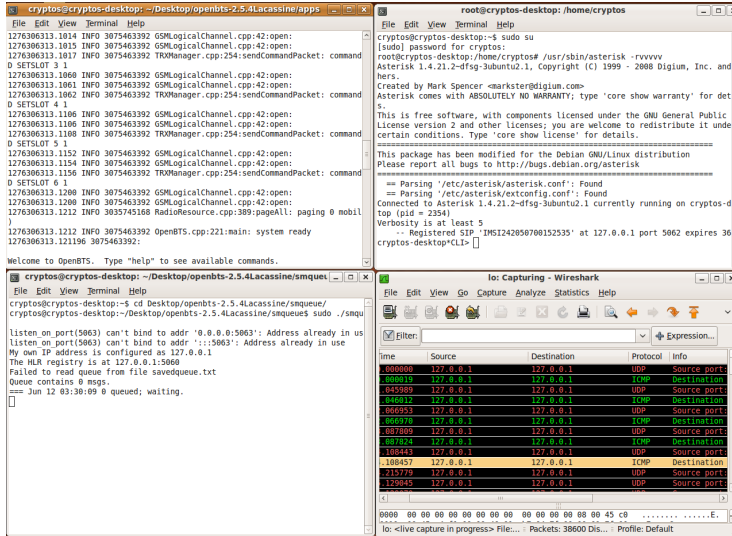 cryptos@cryptos-desktop: ~/Desktop/openbts-2.5.4Lacassine/apps
File Edit View Terminal Help
1276306313.1014 INFO 3075463392 GSMLogicalChannel.cpp:42:open:
1276306313.1015 INFO 3075463392 GSMLogicalChannel.cpp:42:open:
1276306313.1017 INFO 3075463392 TRXManager.cpp:254:sendCommandPacket: command
D SETSLOT 3 1
1276306313.1060 INFO 3075463392 GSMLogicalChannel.cpp:42:open:
1276306313.1061 INFO 3075463392 GSMLogicalChannel.cpp:42:open:
1276306313.1062 INFO 3075463392 TRXManager.cpp:254:sendCommandPacket: command
D SETSLOT 4 1
1276306313.1106 INFO 3075463392 GSMLogicalChannel.cpp:42:open:
1276306313.1106 INFO 3075463392 GSMLogicalChannel.cpp:42:open:
1276306313.1108 INFO 3075463392 TRXManager.cpp:254:sendCommandPacket: command
D SETSLOT 5 1
1276306313.1152 INFO 3075463392 GSMLogicalChannel.cpp:42:open:
1276306313.1154 INFO 3075463392 GSMLogicalChannel.cpp:42:open:
1276306313.1156 INFO 3075463392 TRXManager.cpp:254:sendCommandPacket: command
D SETSLOT 6 1
1276306313.1200 INFO 3075463392 GSMLogicalChannel.cpp:42:open:
1276306313.1200 INFO 3075463392 GSMLogicalChannel.cpp:42:open:
1276306313.1212 INFO 3035745168 RadioResource.cpp:389:pageAll: paging 0 mobil
)
1276306313.1212 INFO 3075463392 OpenBTS.cpp:221:main: system ready
1276306313.121196 3075463392:
Welcome to OpenBTS. Type "help" to see available commands.
root@cryptos-desktop: /home/cryptos
File Edit View Terminal Help
cryptos@cryptos-desktop:~$ sudo su
[sudo] password for cryptos:
root@cryptos-desktop:/home/cryptos# /usr/sbin/asterisk -rvvvvv
Asterisk 1.4.21.2~dfsg-3ubuntu2.1, Copyright (C) 1999 - 2008 Digium, Inc. and
hers.
Created by Mark Spencer <markster@digium.com>
Asterisk comes with ABSOLUTELY NO WARRANTY; type 'core show warranty' for det
s.
This is free software, with components licensed under the GNU General Public
License version 2 and other licenses; you are welcome to redistribute it unde
certain conditions. Type 'core show license' for details.
=========================================================================
This package has been modified for the Debian GNU/Linux distribution
Please report all bugs to http://bugs.debian.org/asterisk
=========================================================================
== Parsing '/etc/asterisk/asterisk.conf': Found
== Parsing '/etc/asterisk/extconfig.conf': Found
Connected to Asterisk 1.4.21.2~dfsg-3ubuntu2.1 currently running on cryptos-d
top (pid = 2354)
Verbosity is at least 5
-- Registered SIP 'IMSI242050700152535' at 127.0.0.1 port 5062 expires 36
cryptos-desktop*CLI>
cryptos@cryptos-desktop: ~/Desktop/openbts-2.5.4Lacassine/smqueu
File Edit View Terminal Help
cryptos@cryptos-desktop:~$ cd Desktop/openbts-2.5.4Lacassine/smqueue/
cryptos@cryptos-desktop:~/Desktop/openbts-2.5.4Lacassine/smqueue$ sudo ./smqu
listen_on_port(5063) can't bind to addr '0.0.0.0:5063': Address already in us
listen_on_port(5063) can't bind to addr ':::5063': Address already in use
My own IP address is configured as 127.0.0.1
The HLR registry is at 127.0.0.1:5060
Failed to read queue from file savedqueue.txt
Queue contains 0 msgs.
=== Jun 12 03:30:09 0 queued; waiting.
lo: Capturing - Wireshark
File Edit View Go Capture Analyze Statistics Help
Filter: Expression...
ime Source Destination Protocol Info
.000000 127.0.0.1 127.0.0.1 UDP Source port:
.000019 127.0.0.1 127.0.0.1 ICMP Destination
.045989 127.0.0.1 127.0.0.1 UDP Source port:
.046012 127.0.0.1 127.0.0.1 ICMP Destination
.066953 127.0.0.1 127.0.0.1 UDP Source port:
.066970 127.0.0.1 127.0.0.1 ICMP Destination
.087809 127.0.0.1 127.0.0.1 UDP Source port:
.087824 127.0.0.1 127.0.0.1 ICMP Destination
.108443 127.0.0.1 127.0.0.1 UDP Source port:
.108457 127.0.0.1 127.0.0.1 ICMP Destination
.215779 127.0.0.1 127.0.0.1 UDP Source port:
.129045 127.0.0.1 127.0.0.1 UDP Source port:
0000 00 00 00 00 00 00 00 00 00 00 00 00 08 00 45 c0 ........ ......E.
lo: <live capture in progress> File:... Packets: 38600 Dis... Profile: Default